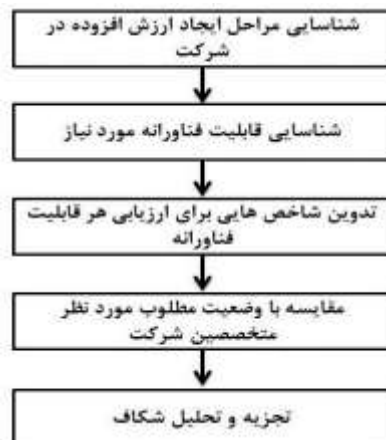 شناسایی مراحل ایجاد ارزش افزوده در
شرکت
شناسایی قابلیت فناورانه مورد نیاز
تدوین شاخص هایی برای ارزیابی هر قابلیت
فناورانه
مقایسه با وضعیت مطلوب مورد نظر
متخصصین شرکت
تجزیه و تحلیل شکاف